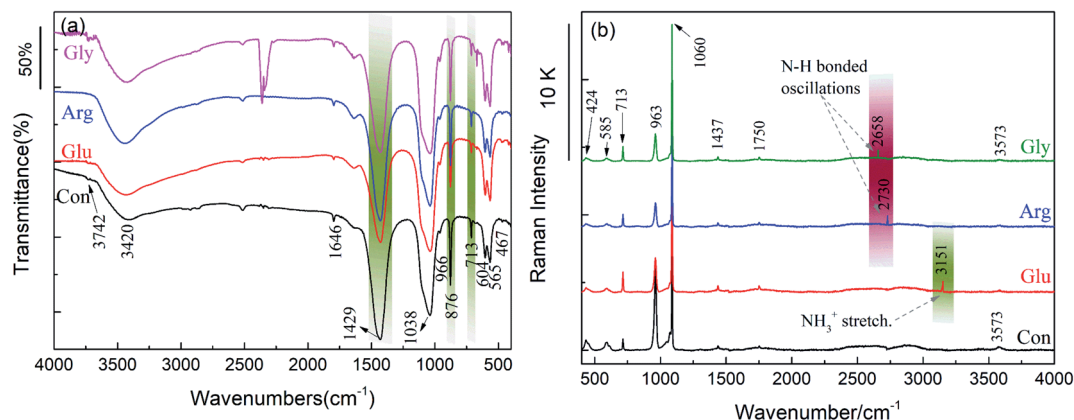 (a)
50%
Gly
Arg
Glu
Con
3742
3420
1646
1429
1038
966
876
713
604
565
467
Transmittance(%)
4000 3500 3000 2500 2000 1500 1000 500
Wavenumbers(cm-1)
(b)
10 K
1060
N-H bonded
oscillations
424
585
713
963
1437
1750
2658
3573
Gly
2730
Arg
3151
Glu
NH3+ stretch.
3573
Con
Raman Intensity
500 1000 1500 2000 2500 3000 3500 4000
Wavenumber/cm-1